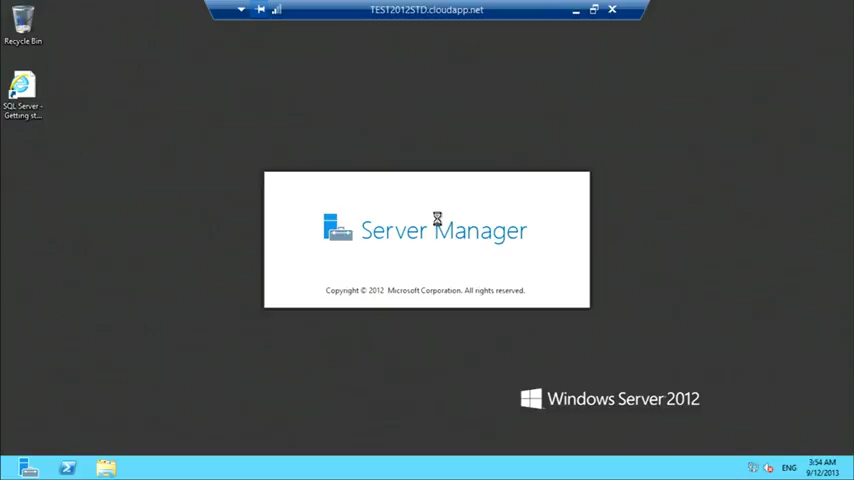 TEST2012STD.cloudapp.net
Recycle Bin
SQL Server -
Getting st...
Server Manager
Copyright © 2012 Microsoft Corporation. All rights reserved.
Windows Server 2012
ENG
3:54 AM
9/12/2013